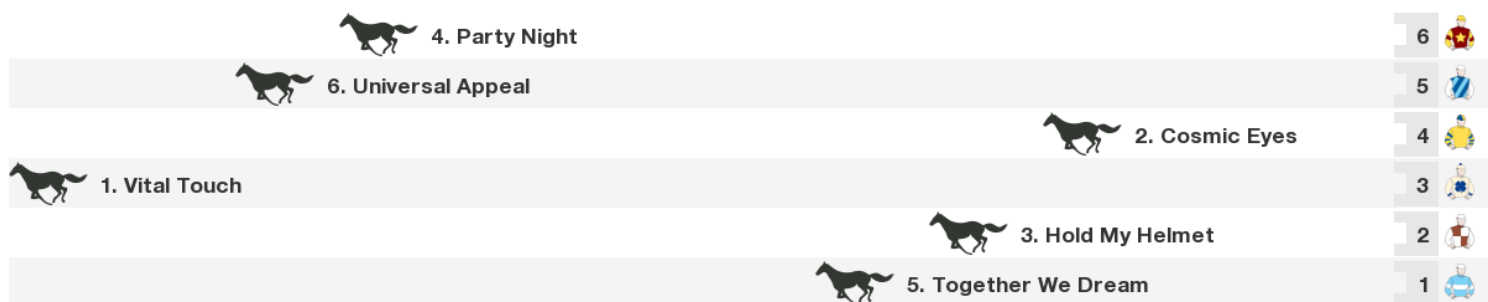 4. Party Night 6
6. Universal Appeal 5
2. Cosmic Eyes 4
1. Vital Touch 3
3. Hold My Helmet 2
5. Together We Dream 1